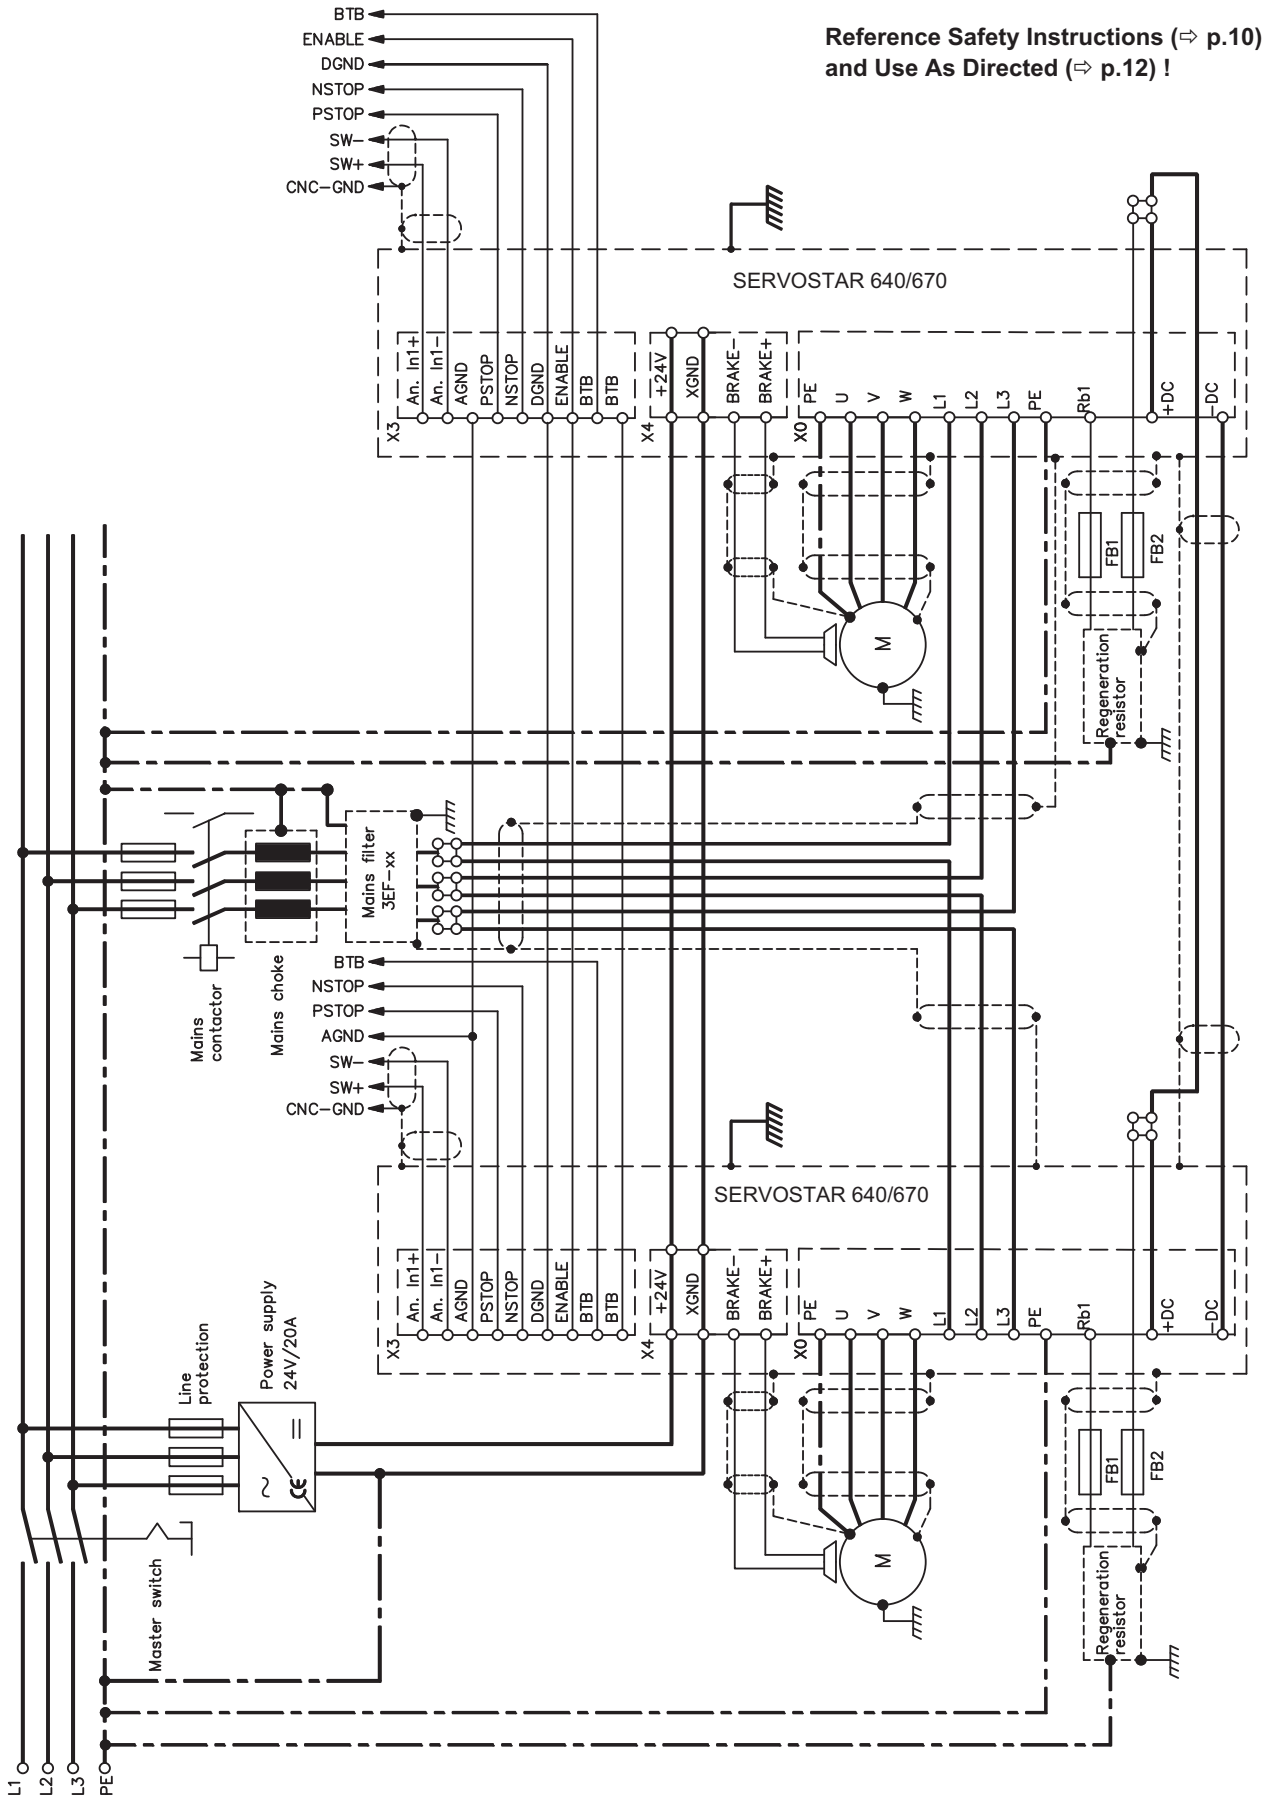 Reference Safety Instructions (⇨ p.10)
and Use As Directed (⇨ p.12) !
BTB
ENABLE
DGND
NSTOP
PSTOP
SW−
SW+
CNC−GND
SERVOSTAR 640/670
X3
An. In1+
An. In1−
AGND
PSTOP
NSTOP
DGND
ENABLE
BTB
BTB
X4
+24V
XGND
BRAKE−
BRAKE+
X0
PE
U
V
W
L1
L2
L3
PE
Rb1
+DC
−DC
FB1
FB2
M
Regeneration
resistor
Mains filter
3EF−xx
Mains choke
Mains
contactor
BTB
NSTOP
PSTOP
AGND
SW−
SW+
CNC−GND
SERVOSTAR 640/670
X3
An. In1+
An. In1−
AGND
PSTOP
NSTOP
DGND
ENABLE
BTB
BTB
X4
+24V
XGND
BRAKE−
BRAKE+
X0
PE
U
V
W
L1
L2
L3
PE
Rb1
+DC
−DC
Line
protection
Power supply
24V/20A
CE
FB1
FB2
M
Regeneration
resistor
Master switch
L1
L2
L3
PE